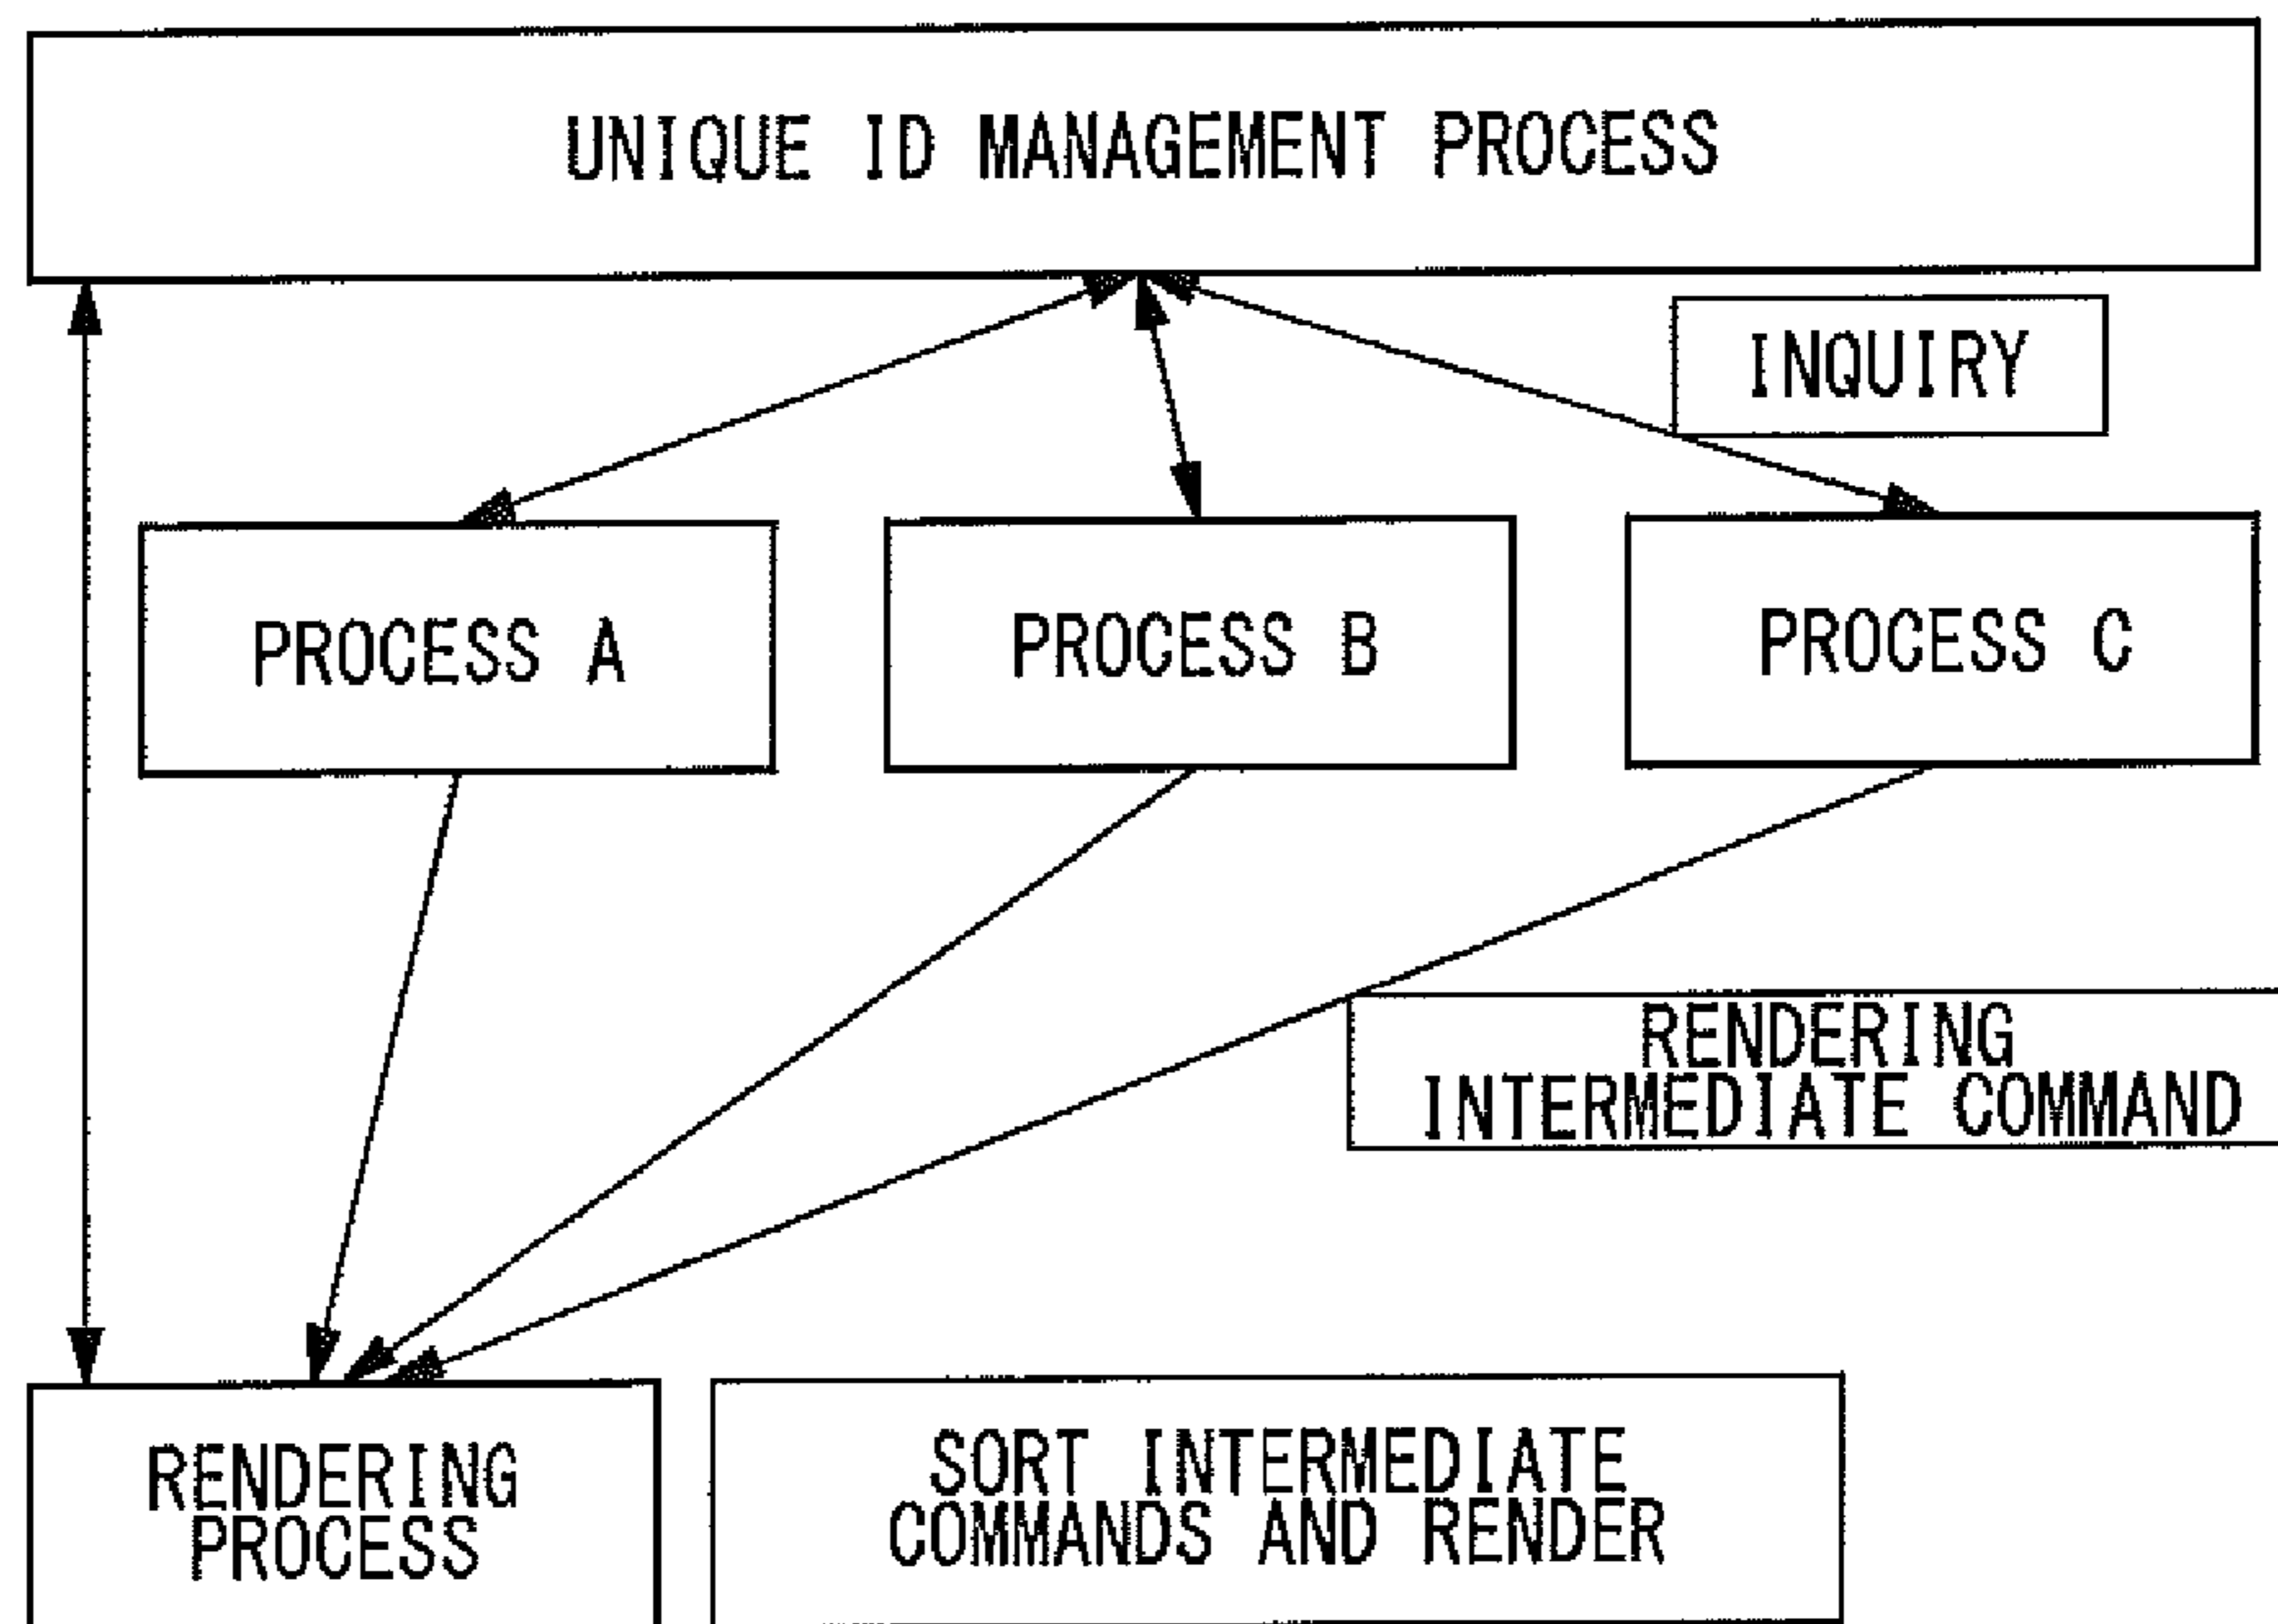 UNIQUE ID MANAGEMENT PROCESS
INQUIRY
PROCESS A
PROCESS B
PROCESS C
RENDERING
INTERMEDIATE COMMAND
RENDERING
PROCESS
SORT INTERMEDIATE
COMMANDS AND RENDER